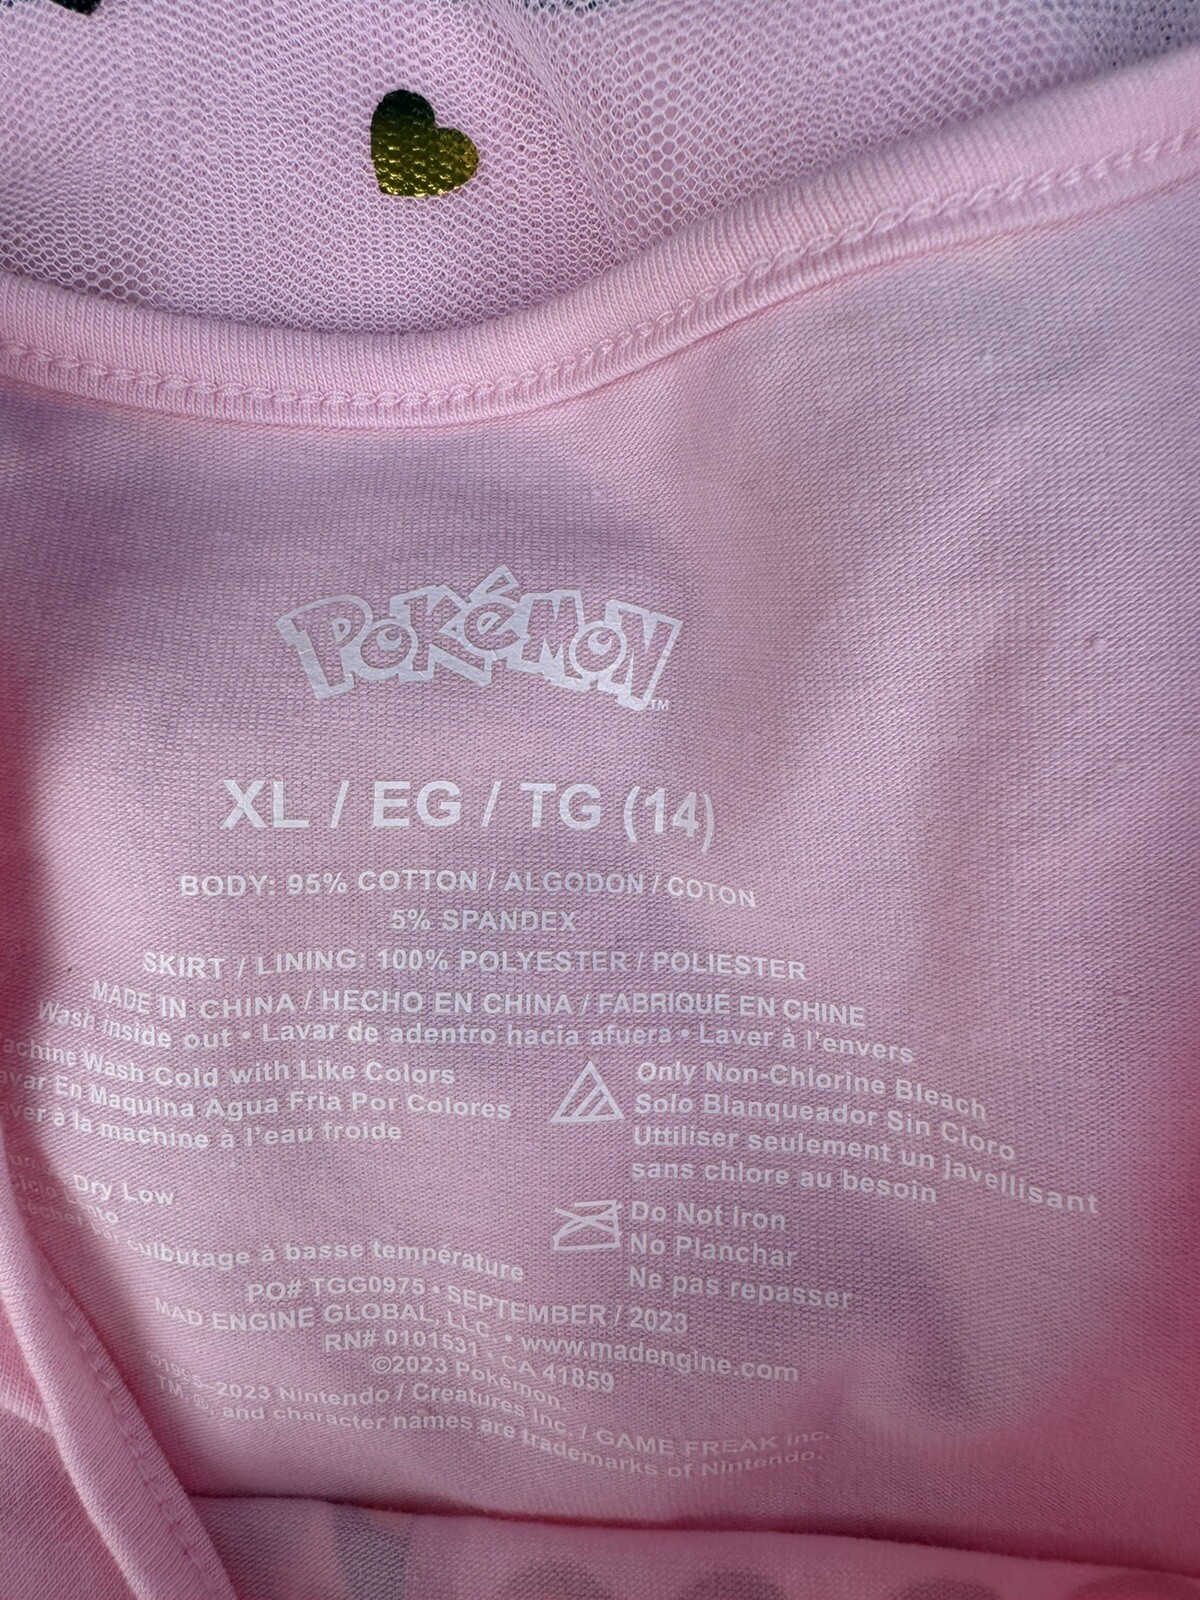 POKéMON
TM
XL / EG / TG (14)
BODY: 95% COTTON / ALGODON / COTON
5% SPANDEX
SKIRT / LINING: 100% POLYESTER / POLIESTER
MADE IN CHINA / HECHO EN CHINA / FABRIQUE EN CHINE
Wash inside out • Lavar de adentro hacia afuera • Laver à l'envers
Wash Cold with Like Colors
En Maquina Agua Fria Por Colores
à la machine à l'eau froide
Dry Low
à basse température
Only Non-Chlorine Bleach
Solo Blanqueador Sin Cloro
Uttiliser seulement un javellisant
sans chlore au besoin
Do Not Iron
No Planchar
Ne pas repasser
PO# TGG0975 • SEPTEMBER / 2023
MAD ENGINE GLOBAL, LLC. • www.madengine.com
RN# 0101531 • CA 41859
©2023 Pokémon.
Nintendo / Creatures Inc. / GAME FREAK inc.
TM, ®, and character names are trademarks of Nintendo.